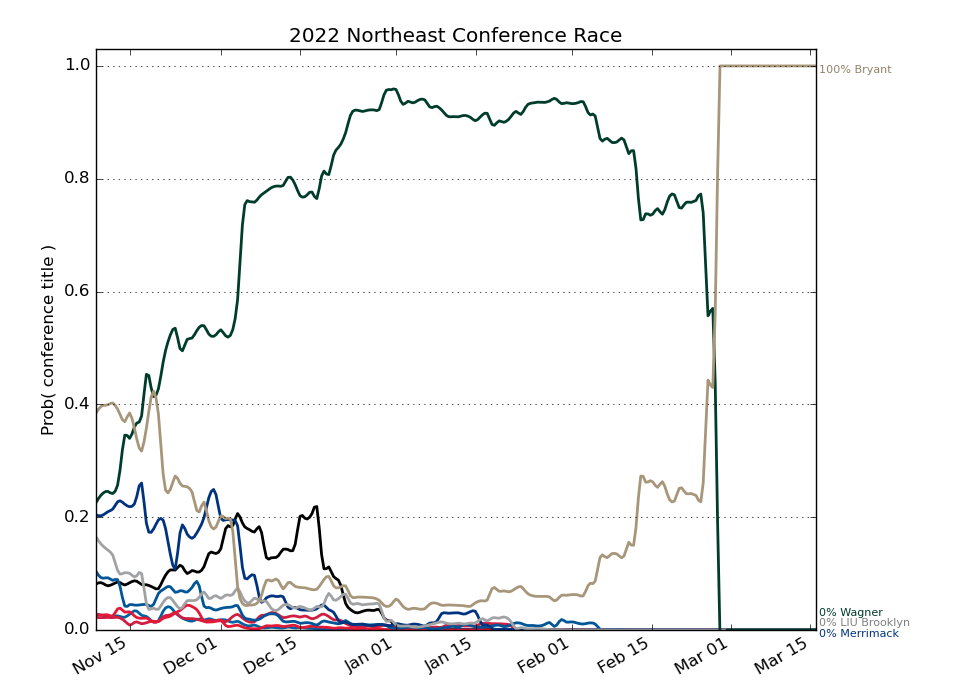 2022 Northeast Conference Race
Prob( conference title )
1.0
0.8
0.6
0.4
0.2
0.0
100% Bryant
0% Wagner
0% LIU Brooklyn
0% Merrimack
Nov 15
Dec 01
Dec 15
Jan 01
Jan 15
Feb 01
Feb 15
Mar 01
Mar 15